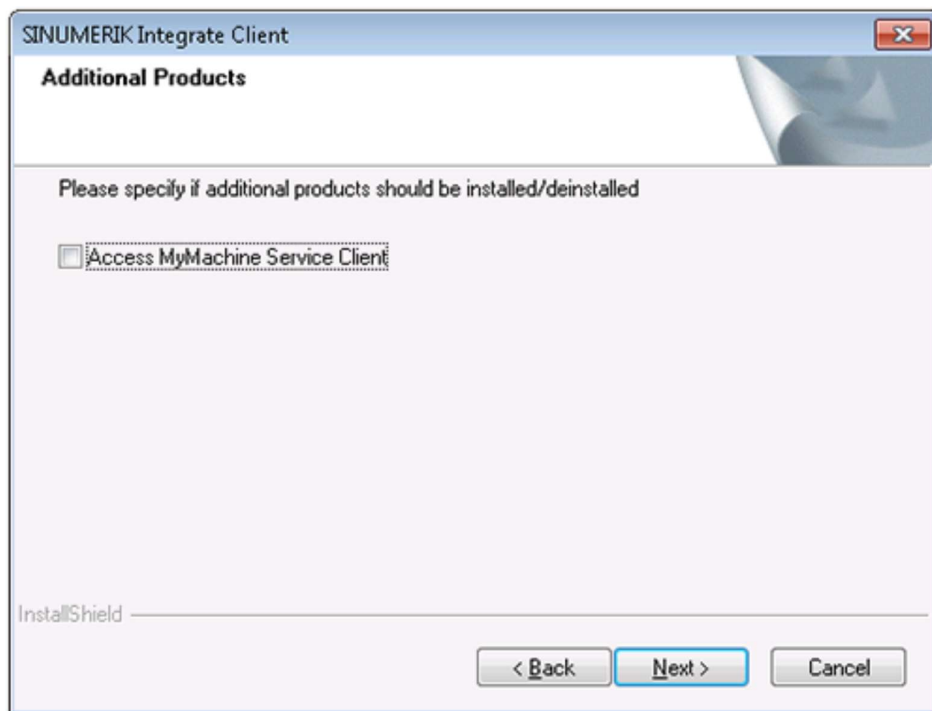 SINUMERIK Integrate Client
Additional Products
Please specify if additional products should be installed/deinstalled
Access MyMachine Service Client
InstallShield
< Back Next > Cancel